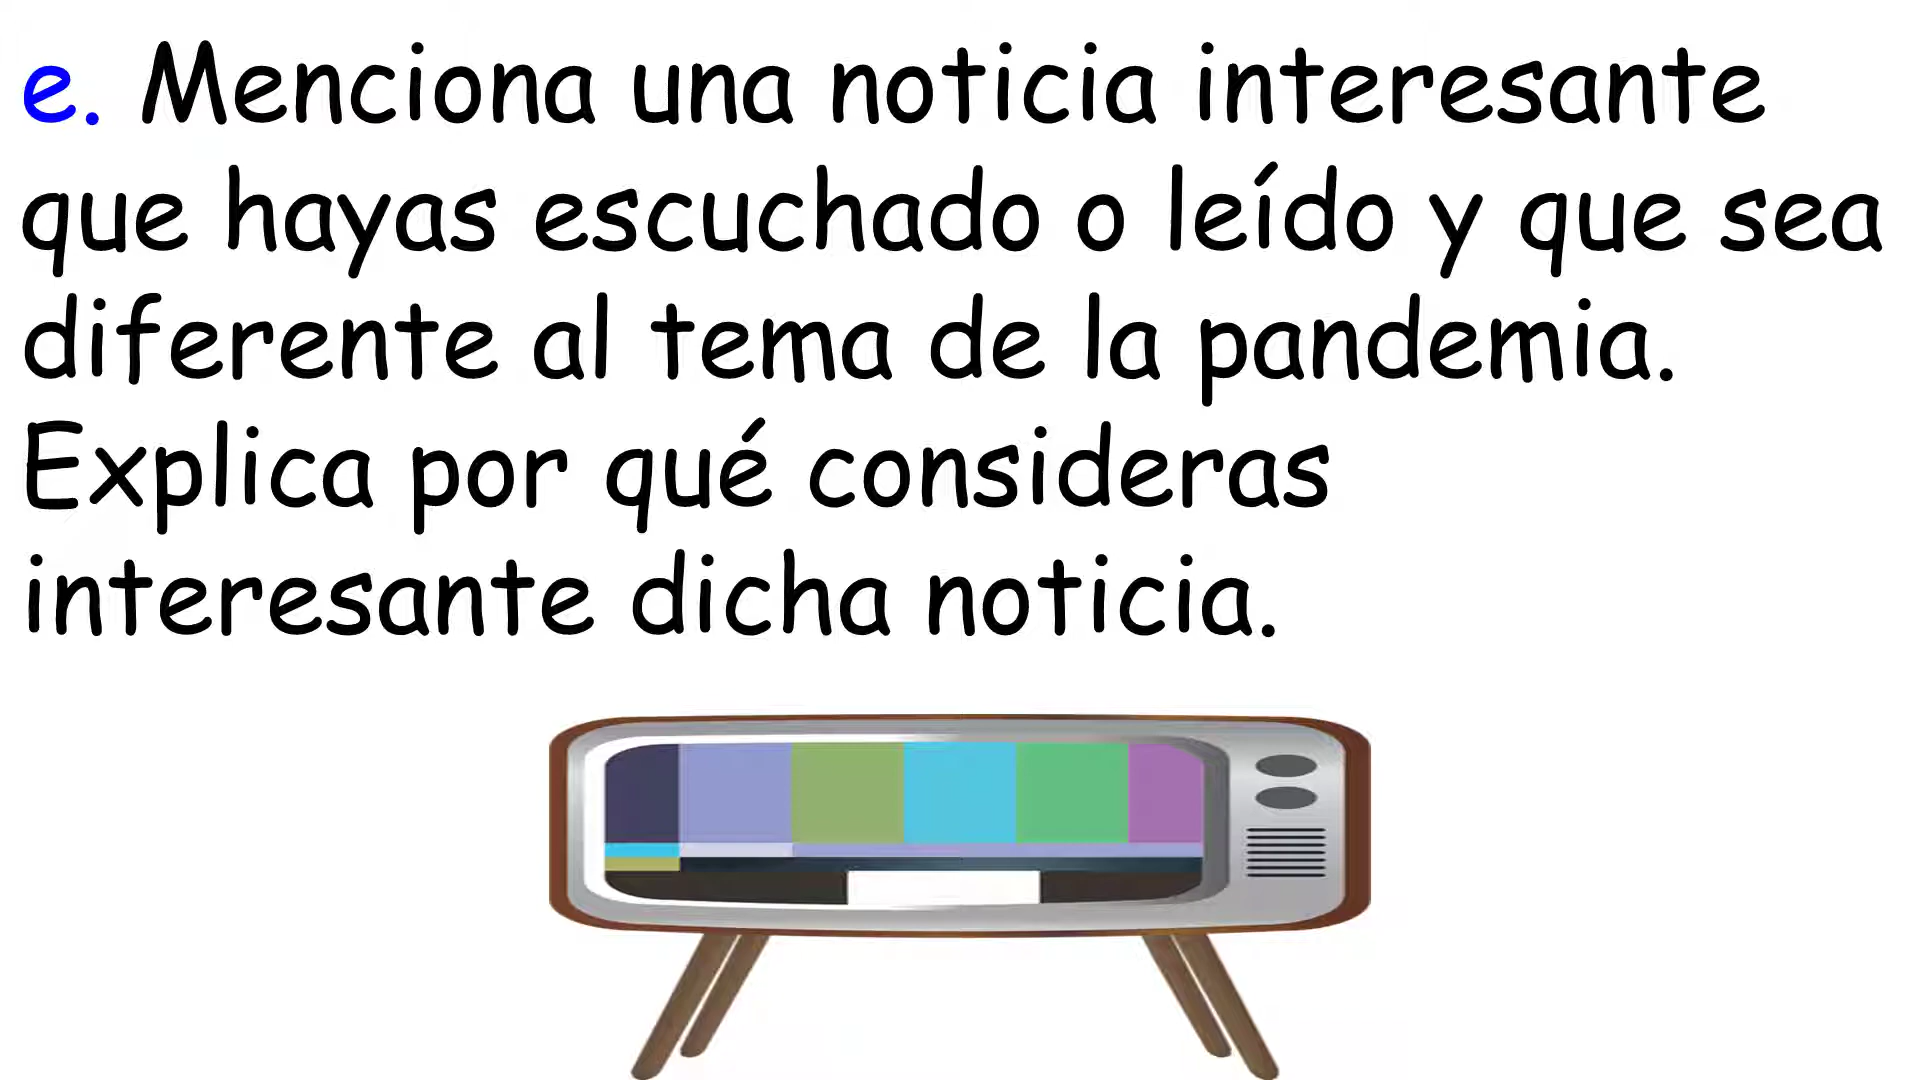 e. Menciona una noticia interesante
que hayas escuchado o leído y que sea
diferente al tema de la pandemia.
Explica por qué consideras
interesante dicha noticia.